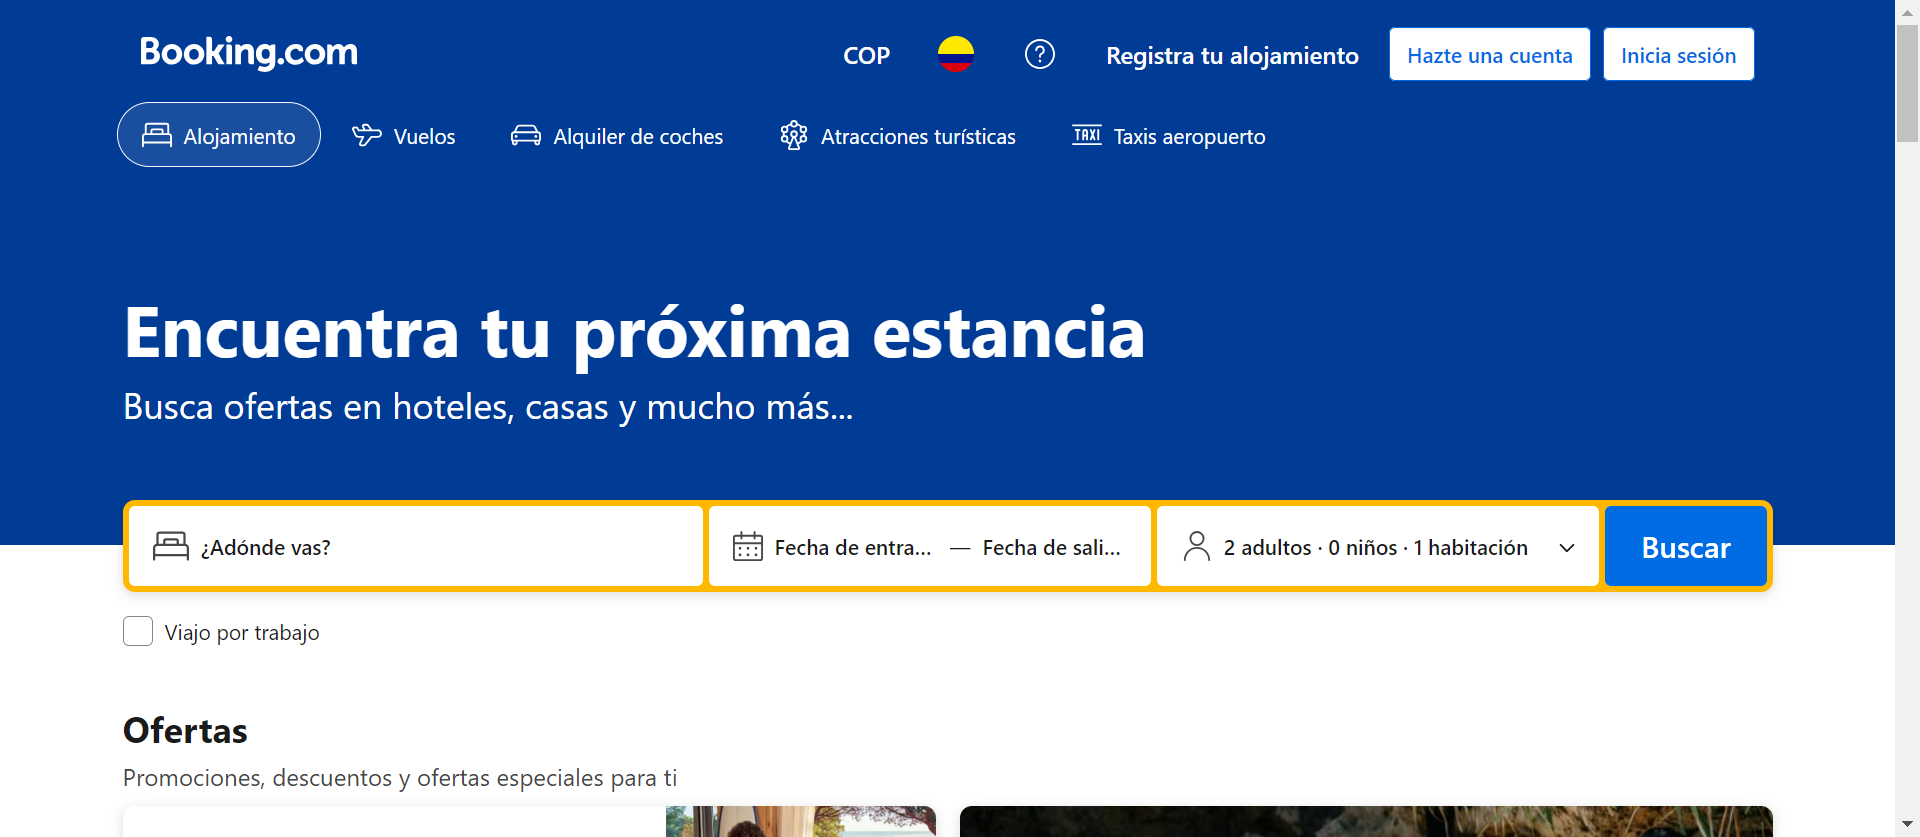 Booking.com
COP
Registra tu alojamiento
Hazte una cuenta
Inicia sesión
Alojamiento
Vuelos
Alquiler de coches
Atracciones turísticas
TAXI Taxis aeropuerto
Encuentra tu próxima estancia
Busca ofertas en hoteles, casas y mucho más...
¿Adónde vas?
Fecha de entra... — Fecha de sali...
2 adultos · 0 niños · 1 habitación
Buscar
Viajo por trabajo
Ofertas
Promociones, descuentos y ofertas especiales para ti